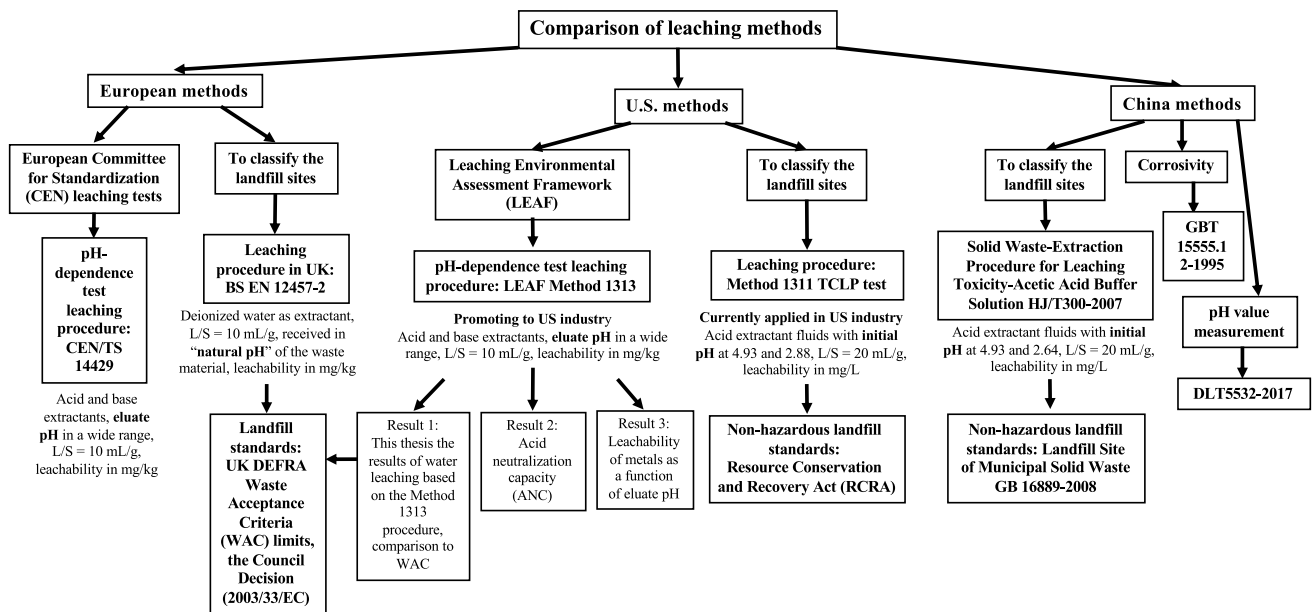 Comparison of leaching methods
European methods
European Committee
for Standardization
(CEN) leaching tests
pH-
dependence
test
leaching
procedure:
CEN/TS
14429
Acid and base
extractants, eluate
pH in a wide range,
L/S = 10 mL/g,
leachability in mg/kg
To classify the
landfill sites
Leaching
procedure in UK:
BS EN 12457-2
Deionized water as extractant,
L/S = 10 mL/g, received in
“natural pH” of the waste
material, leachability in mg/kg
Landfill
standards:
UK DEFRA
Waste
Acceptance
Criteria
(WAC) limits,
the Council
Decision
(2003/33/EC)
U.S. methods
Leaching Environmental
Assessment Framework
(LEAF)
pH-dependence test leaching
procedure: LEAF Method 1313
Promoting to US industry
Acid and base extractants, eluate pH in a wide
range, L/S = 10 mL/g, leachability in mg/kg
Result 1:
This thesis the
results of water
leaching based
on the Method
1313
procedure,
comparison to
WAC
Result 2:
Acid
neutralization
capacity
(ANC)
Result 3:
Leachability
of metals as
a function
of eluate pH
To classify the
landfill sites
Leaching procedure:
Method 1311 TCLP test
Currently applied in US industry
Acid extractant fluids with initial
pH at 4.93 and 2.88, L/S = 20 mL/g,
leachability in mg/L
Non-hazardous landfill
standards:
Resource Conservation
and Recovery Act (RCRA)
China methods
To classify the
landfill sites
Solid Waste-Extraction
Procedure for Leaching
Toxicity-Acetic Acid Buffer
Solution HJ/T300-2007
Acid extractant fluids with initial
pH at 4.93 and 2.64, L/S = 20 mL/g,
leachability in mg/L
Non-hazardous landfill
standards: Landfill Site
of Municipal Solid Waste
GB 16889-2008
Corrosivity
GBT
15555.1
2-1995
pH value
measurement
DLT5532-2017